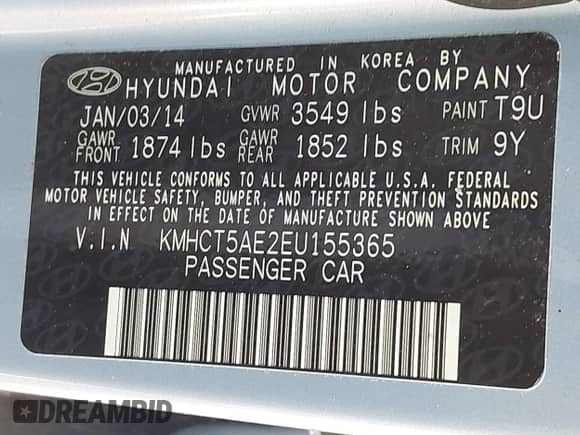 MANUFACTURED IN KOREA BY
HYUNDAI MOTOR COMPANY
JAN/03/14 GVWR 3549 lbs PAINT T9U
GAWR FRONT 1874 lbs GAWR REAR 1852 lbs TRIM 9Y
THIS VEHICLE CONFORMS TO ALL APPLICABLE U.S.A. FEDERAL
MOTOR VEHICLE SAFETY, BUMPER, AND THEFT PREVENTION STANDARDS
IN EFFECT ON THE DATE OF MANUFACTURE SHOWN ABOVE
V.I.N KMHCT5AE2EU155365
PASSENGER CAR
DREAMBID